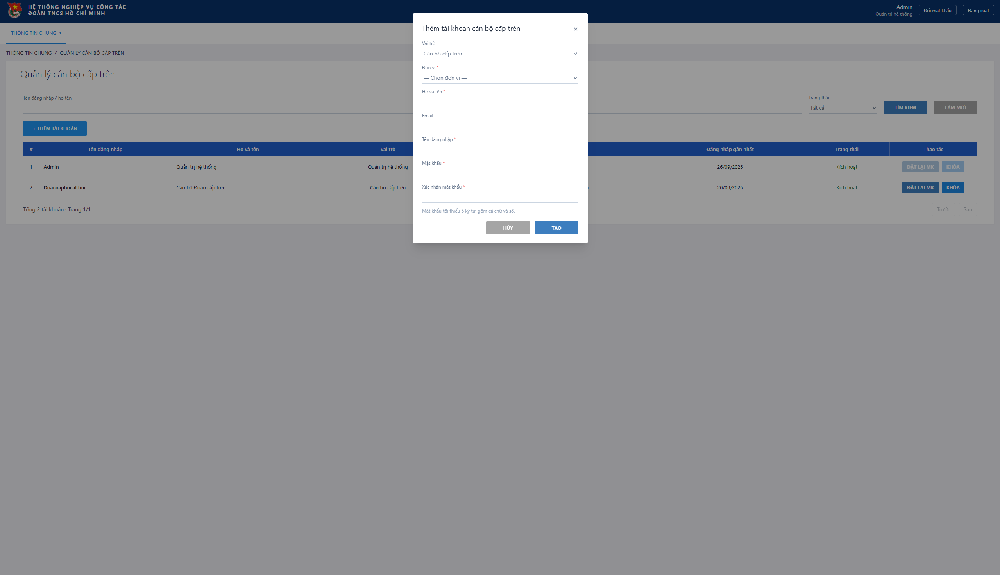 HỆ THỐNG NGHIỆP VỤ CÔNG TÁC
ĐOÀN TNCS HỒ CHÍ MINH
Admin
Quản trị hệ thống
Đổi mật khẩu
Đăng xuất
THÔNG TIN CHUNG ▼
THÔNG TIN CHUNG / QUẢN LÝ CÁN BỘ CẤP TRÊN
Quản lý cán bộ cấp trên
Tên đăng nhập / họ tên
Trạng thái
Tất cả
TÌM KIẾM
LÀM MỚI
+ THÊM TÀI KHOẢN
# Tên đăng nhập Họ và tên Vai trò Đăng nhập gần nhất Trạng thái Thao tác
1 Admin Quản trị hệ thống Quản trị hệ thống 26/09/2026 Kích hoạt ĐẶT LẠI MK KHÓA
2 Doanxaphucat.hni Cán bộ Đoàn cấp trên Cán bộ cấp trên ) 20/09/2026 Kích hoạt ĐẶT LẠI MK KHÓA
Tổng 2 tài khoản · Trang 1/1
Trước
Sau
Thêm tài khoản cán bộ cấp trên ×
Vai trò
Cán bộ cấp trên
Đơn vị *
— Chọn đơn vị —
Họ và tên *
Email
Tên đăng nhập *
Mật khẩu *
Xác nhận mật khẩu *
Mật khẩu tối thiểu 6 ký tự, gồm cả chữ và số.
HỦY
TẠO